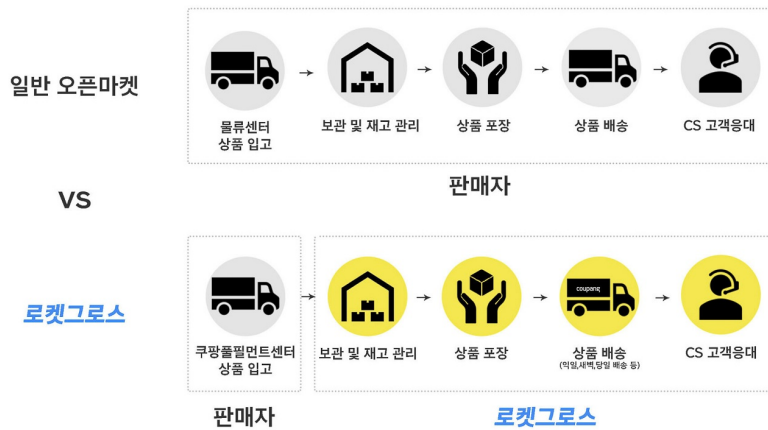 일반 오픈마켓
물류센터
상품 입고
보관 및 재고 관리
상품 포장
상품 배송
CS 고객응대
판매자
VS
로켓그로스
쿠팡풀필먼트센터
상품 입고
보관 및 재고 관리
상품 포장
coupang
상품 배송
(익일,새벽,당일 배송 등)
CS 고객응대
판매자
로켓그로스